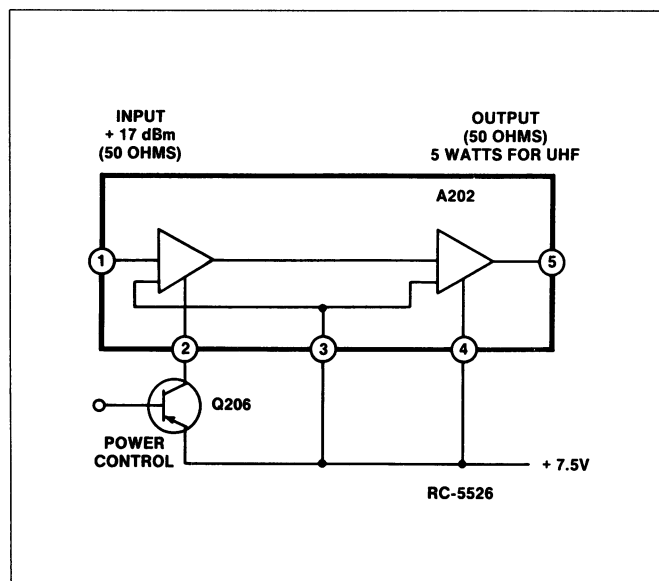 INPUT
+ 17 dBm
(50 OHMS)
OUTPUT
(50 OHMS)
5 WATTS FOR UHF
A202
1
5
2
3
4
Q206
POWER
CONTROL
+ 7.5V
RC-5526